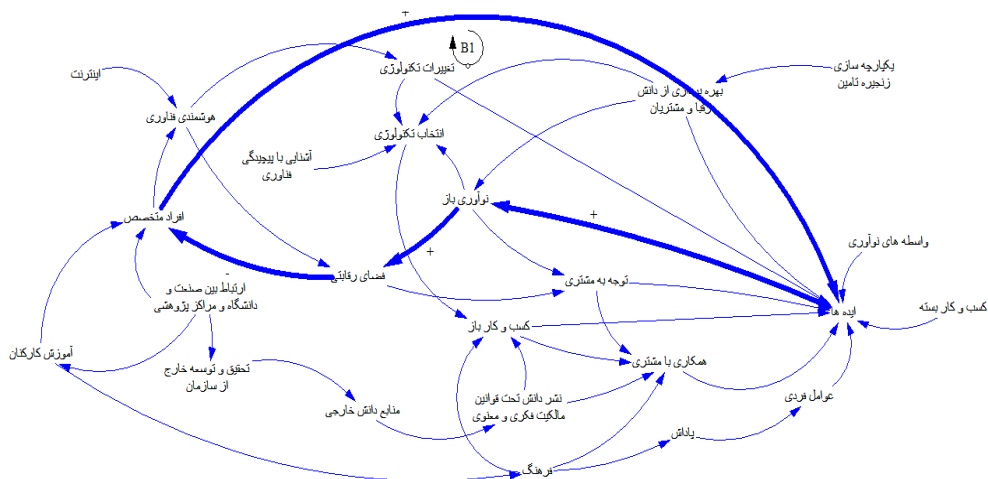 +
B1
تغییرات تکنولوژی
یکپارچه سازی
زنجیره تامین
اینترنت
بهره برداری از دانش
رقبا و مشتریان
هوشمندی فناوری
انتخاب تکنولوژی
آشنایی با پیچیدگی
فناوری
نوآوری باز
افراد متخصص
+
+
واسطه های نوآوری
فضای رقابتی
-
توجه به مشتری
ارتباط بین صنعت و
دانشگاه و مراکز پژوهشی
ایده ها
کسب و کار بسته
کسب و کار باز
آموزش کارکنان
تحقیق و توسعه خارج
از سازمان
همکاری با مشتری
عوامل فردی
منابع دانش خارجی
نشر دانش تحت قوانین
مالکیت فکری و معنوی
پاداش
فرهنگ